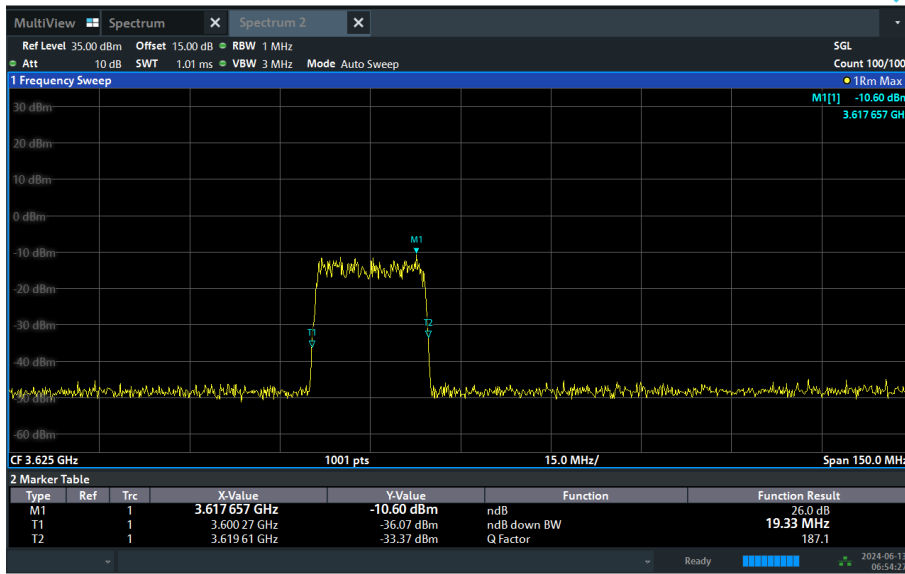 MultiView Spectrum X Spectrum 2 X
Ref Level 35.00 dBm Offset 15.00 dB RBW 1 MHz SGL
Att 10 dB SWT 1.01 ms VBW 3 MHz Mode Auto Sweep Count 100/100
1 Frequency Sweep 1Rm Max
M1[1] -10.60 dBm
3.617 657 GHz
30 dBm
20 dBm
10 dBm
0 dBm
M1
-10 dBm
-20 dBm
-30 dBm
T1 T2
-40 dBm
-50 dBm
-60 dBm
CF 3.625 GHz 1001 pts 15.0 MHz/ Span 150.0 MHz
2 Marker Table
Type Ref Trc X-Value Y-Value Function Function Result
M1 1 3.617 657 GHz -10.60 dBm ndB 26.0 dB
T1 1 3.600 27 GHz -36.07 dBm ndB down BW 19.33 MHz
T2 1 3.619 61 GHz -33.37 dBm Q Factor 187.1
Ready 2024-06-13
06:54:27